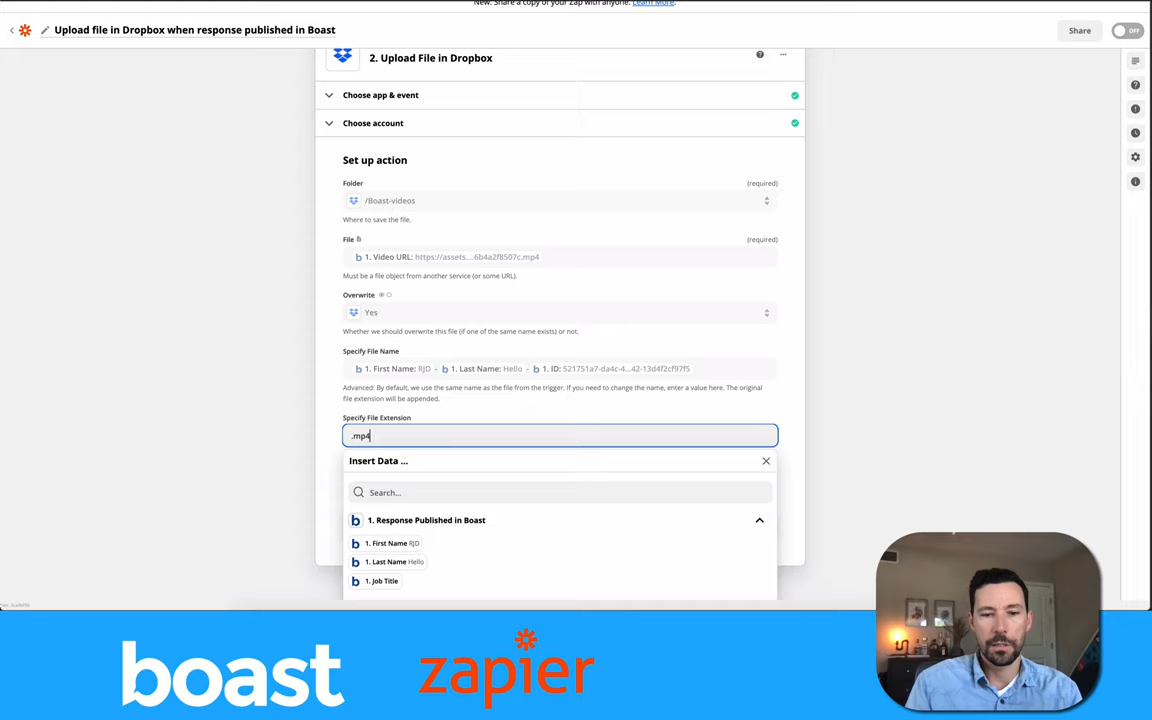 New: Share a copy of your Zap with anyone. Learn More.
Upload file in Dropbox when response published in Boast
Share
OFF
2. Upload File in Dropbox
Choose app & event
Choose account
Set up action
Folder
(required)
/Boast-videos
Where to save the file.
File
(required)
b 1. Video URL: https://assets....6b4a2f8507c.mp4
Must be a file object from another service (or some URL).
Overwrite
Yes
Whether we should overwrite this file (if one of the same name exists) or not.
Specify File Name
b 1. First Name: RJD - b 1. Last Name: Hello - b 1. ID: 521751a7-da4c-4...42-13d4f2cf97f5
Advanced: By default, we use the same name as the file from the trigger. If you need to change the name, enter a value here. The original
file extension will be appended.
Specify File Extension
.mp4
Insert Data ...
Search...
b 1. Response Published in Boast
b 1. First Name RJD
b 1. Last Name Hello
b 1. Job Title
boast
zapier